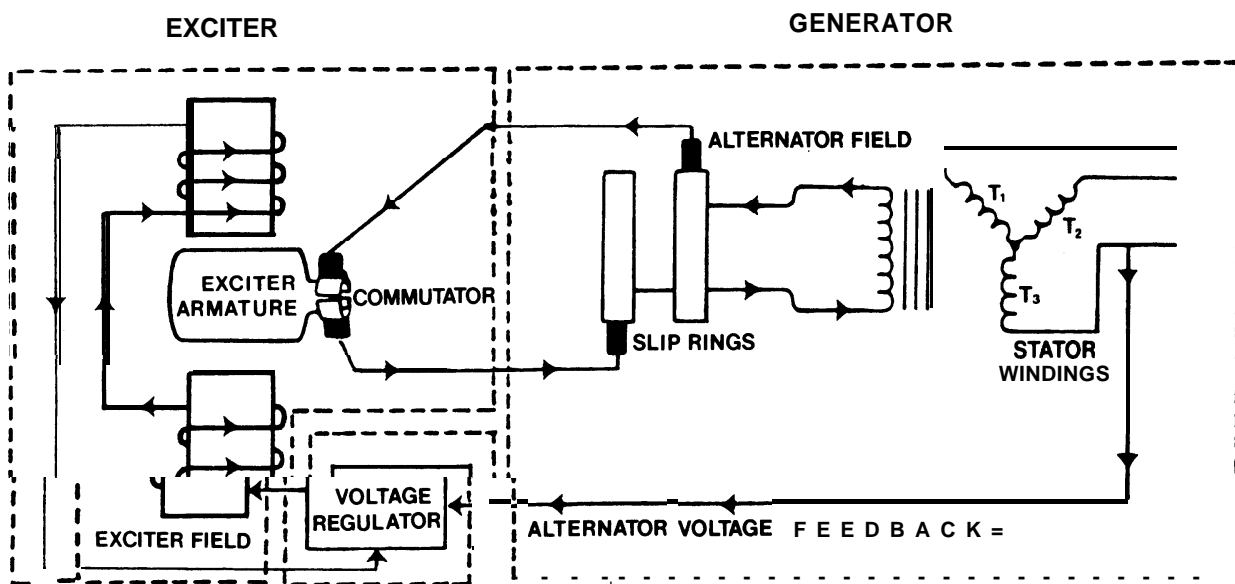 EXCITER
GENERATOR
ALTERNATOR FIELD
T1
T2
EXCITER
ARMATURE
COMMUTATOR
T3
SLIP RINGS
STATOR
WINDINGS
VOLTAGE
REGULATOR
EXCITER FIELD
ALTERNATOR VOLTAGE FEEDBACK=